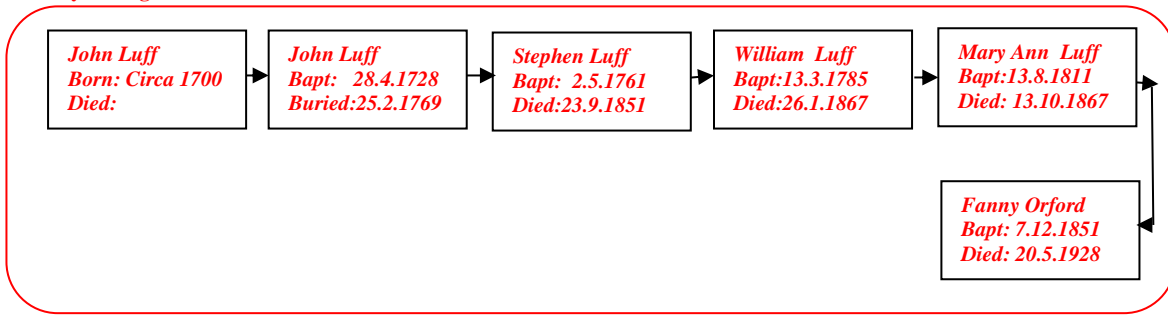 John Luff
Born: Circa 1700
Died:
John Luff
Bapt: 28.4.1728
Buried:25.2.1769
Stephen Luff
Bapt: 2.5.1761
Died:23.9.1851
William Luff
Bapt:13.3.1785
Died:26.1.1867
Mary Ann Luff
Bapt:13.8.1811
Died: 13.10.1867
Fanny Orford
Bapt: 7.12.1851
Died: 20.5.1928